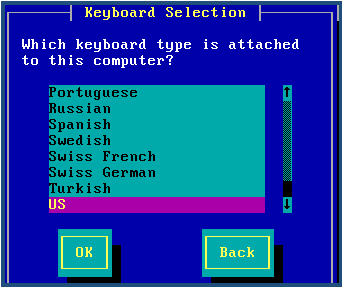 Keyboard Selection
Which keyboard type is attached
to this computer?
Portuguese
Russian
Spanish
Swedish
Swiss French
Swiss German
Turkish
US
OK
Back